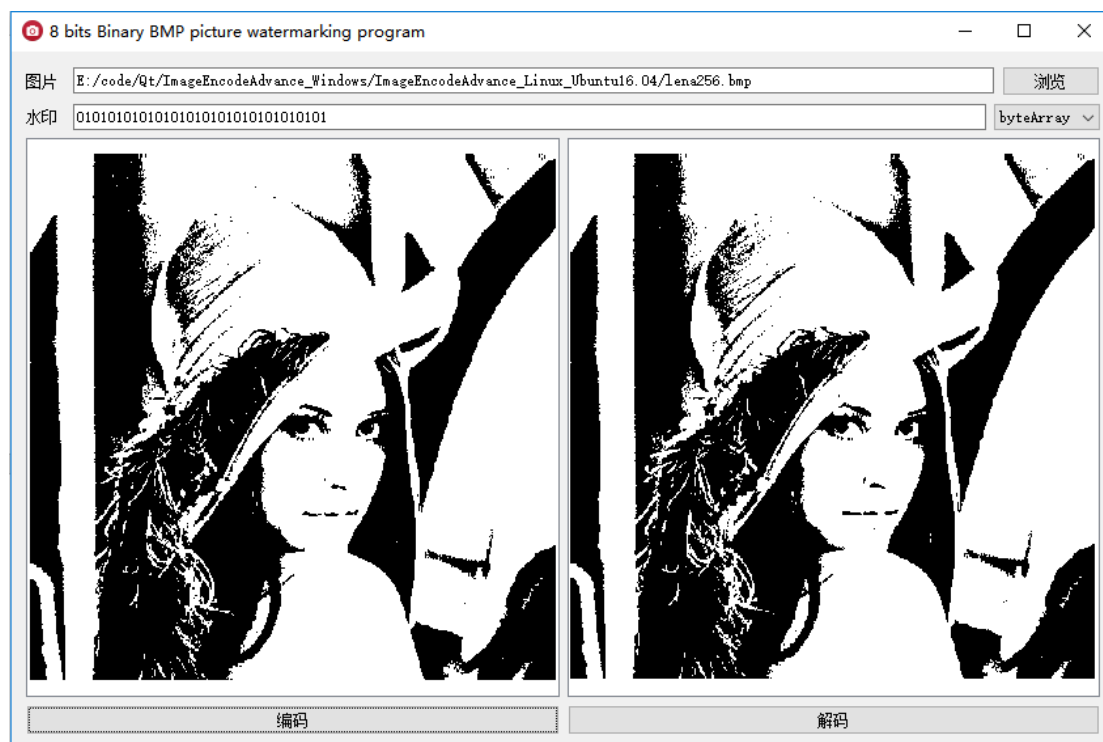 8 bits Binary BMP picture watermarking program
图片 E:/code/Qt/ImageEncodeAdvance_Windows/ImageEncodeAdvance_Linux_Ubuntu16.04/lena256.bmp 浏览
水印 01010101010101010101010101010101 byteArray
编码 解码